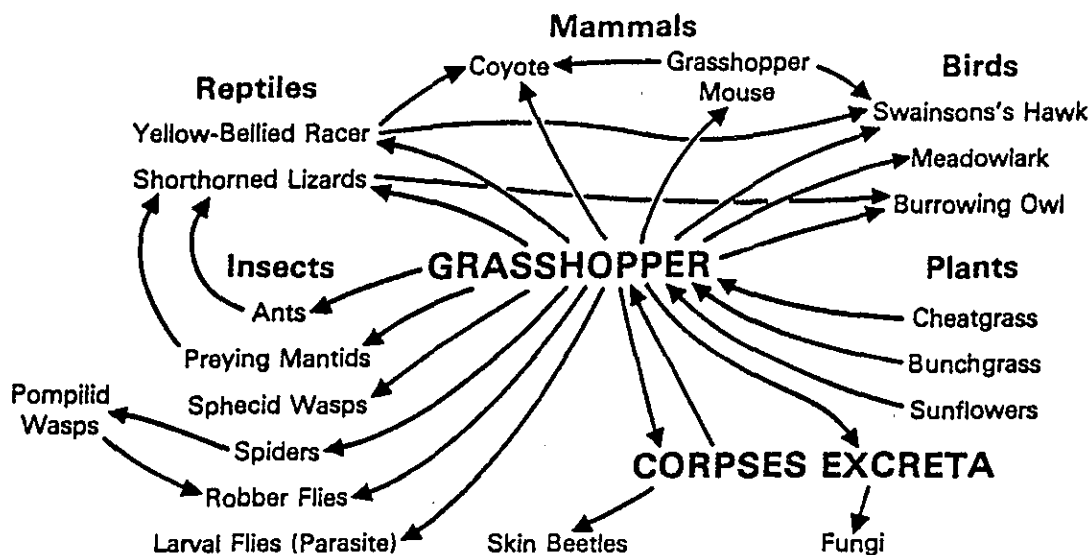 Mammals
Coyote
Grasshopper
Mouse
Birds
Swainsons's Hawk
Meadowlark
Burrowing Owl
Reptiles
Yellow-Bellied Racer
Shorthorned Lizards
GRASSHOPPER
Insects
Ants
Preying Mantids
Sphecid Wasps
Pompilid
Wasps
Spiders
Robber Flies
Larval Flies (Parasite)
Plants
Cheatgrass
Bunchgrass
Sunflowers
CORPSES EXCRETA
Skin Beetles
Fungi